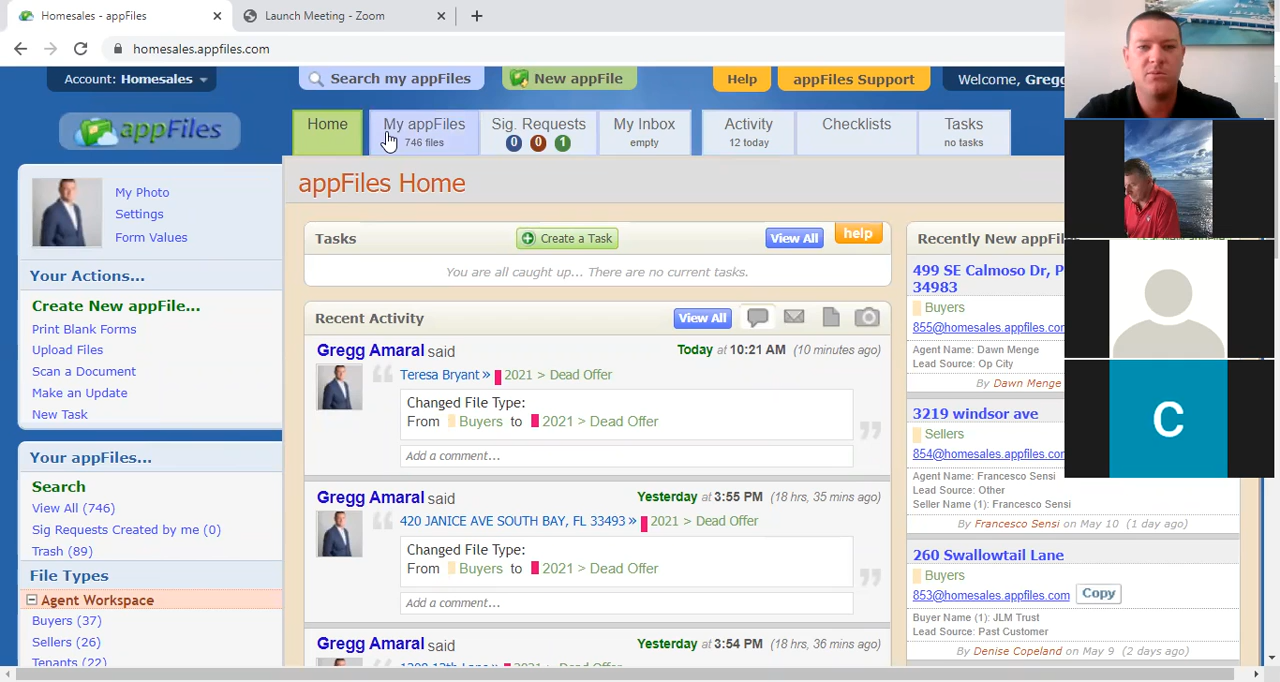 Homesales - appFiles
Launch Meeting - Zoom
homesales.appfiles.com
Account: Homesales
Search my appFiles
New appFile
Help
appFiles Support
Welcome, Gregg
appFiles
Home
My appFiles
746 files
Sig. Requests
0 0 1
My Inbox
empty
Activity
12 today
Checklists
Tasks
no tasks
My Photo
Settings
Form Values
Your Actions...
Create New appFile...
Print Blank Forms
Upload Files
Scan a Document
Make an Update
New Task
Your appFiles...
Search
View All (746)
Sig Requests Created by me (0)
Trash (89)
File Types
Agent Workspace
Buyers (37)
Sellers (26)
Tenants (22)
appFiles Home
Tasks
Create a Task
View All
help
You are all caught up... There are no current tasks.
Recent Activity
View All
Gregg Amaral said
Today at 10:21 AM (10 minutes ago)
Teresa Bryant » 2021 > Dead Offer
Changed File Type:
From Buyers to 2021 > Dead Offer
Add a comment...
Gregg Amaral said
Yesterday at 3:55 PM (18 hrs, 35 mins ago)
420 JANICE AVE SOUTH BAY, FL 33493 » 2021 > Dead Offer
Changed File Type:
From Buyers to 2021 > Dead Offer
Add a comment...
Gregg Amaral said
Yesterday at 3:54 PM (18 hrs, 36 mins ago)
2021 > Dead Offer
Recently New appFi
499 SE Calmoso Dr, P
34983
Buyers
855@homesales.appfiles.com
Agent Name: Dawn Menge
Lead Source: Op City
By Dawn Menge
3219 windsor ave
Sellers
854@homesales.appfiles.com
Agent Name: Francesco Sensi
Lead Source: Other
Seller Name (1): Francesco Sensi
By Francesco Sensi on May 10 (1 day ago)
260 Swallowtail Lane
Buyers
853@homesales.appfiles.com
Copy
Buyer Name (1): JLM Trust
Lead Source: Past Customer
By Denise Copeland on May 9 (2 days ago)
C